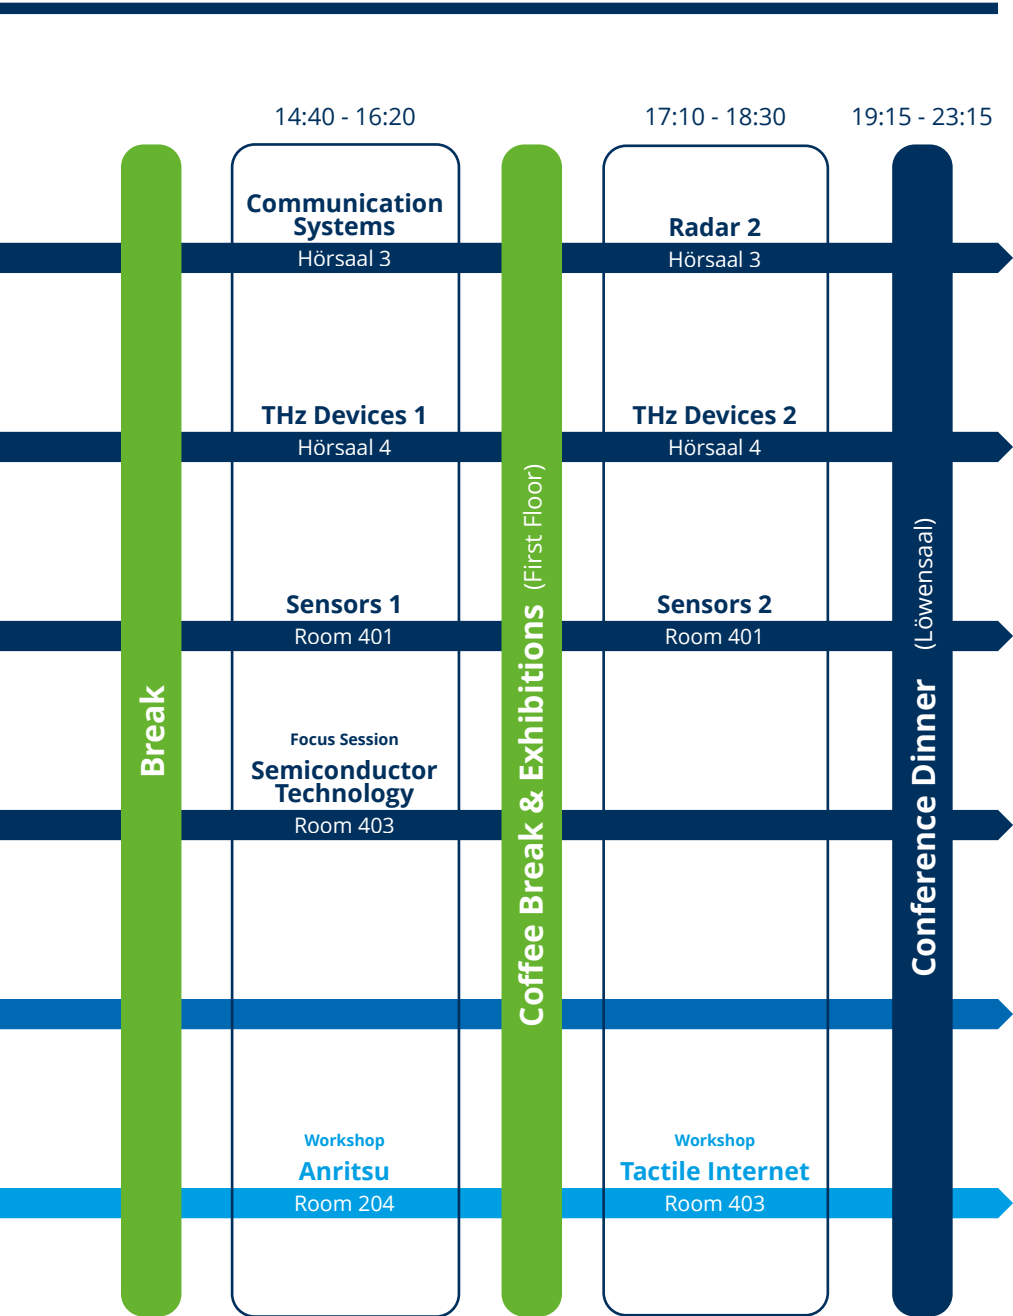 14:40 - 16:20
17:10 - 18:30
19:15 - 23:15
Break
Communication
Systems
Hörsaal 3
THz Devices 1
Hörsaal 4
Sensors 1
Room 401
Focus Session
Semiconductor
Technology
Room 403
Workshop
Anritsu
Room 204
Coffee Break & Exhibitions (First Floor)
Radar 2
Hörsaal 3
THz Devices 2
Hörsaal 4
Sensors 2
Room 401
Workshop
Tactile Internet
Room 403
Conference Dinner (Löwensaal)